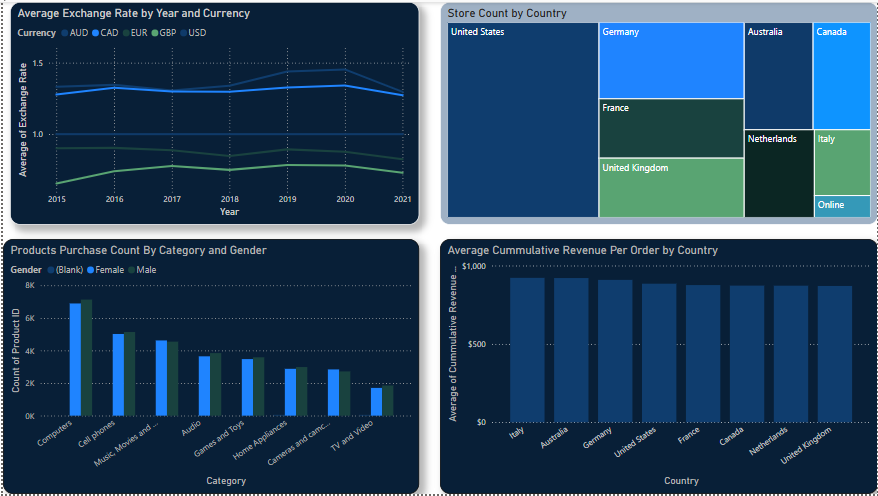 Average Exchange Rate by Year and Currency
Currency AUD CAD EUR GBP USD
Average of Exchange Rate
1.5
1.0
2015 2016 2017 2018 2019 2020 2021
Year
Store Count by Country
United States
Germany
Australia
Canada
France
Netherlands
Italy
United Kingdom
Online
Products Purchase Count By Category and Gender
Gender (Blank) Female Male
Count of Product ID
8K
6K
4K
2K
0K
Computers
Cell phones
Music, Movies and ...
Audio
Games and Toys
Home Appliances
Cameras and camc...
TV and Video
Category
Average Cummulative Revenue Per Order by Country
Average of Cummulative Revenue ...
$1,000
$500
$0
Italy
Australia
Germany
United States
France
Canada
Netherlands
United Kingdom
Country